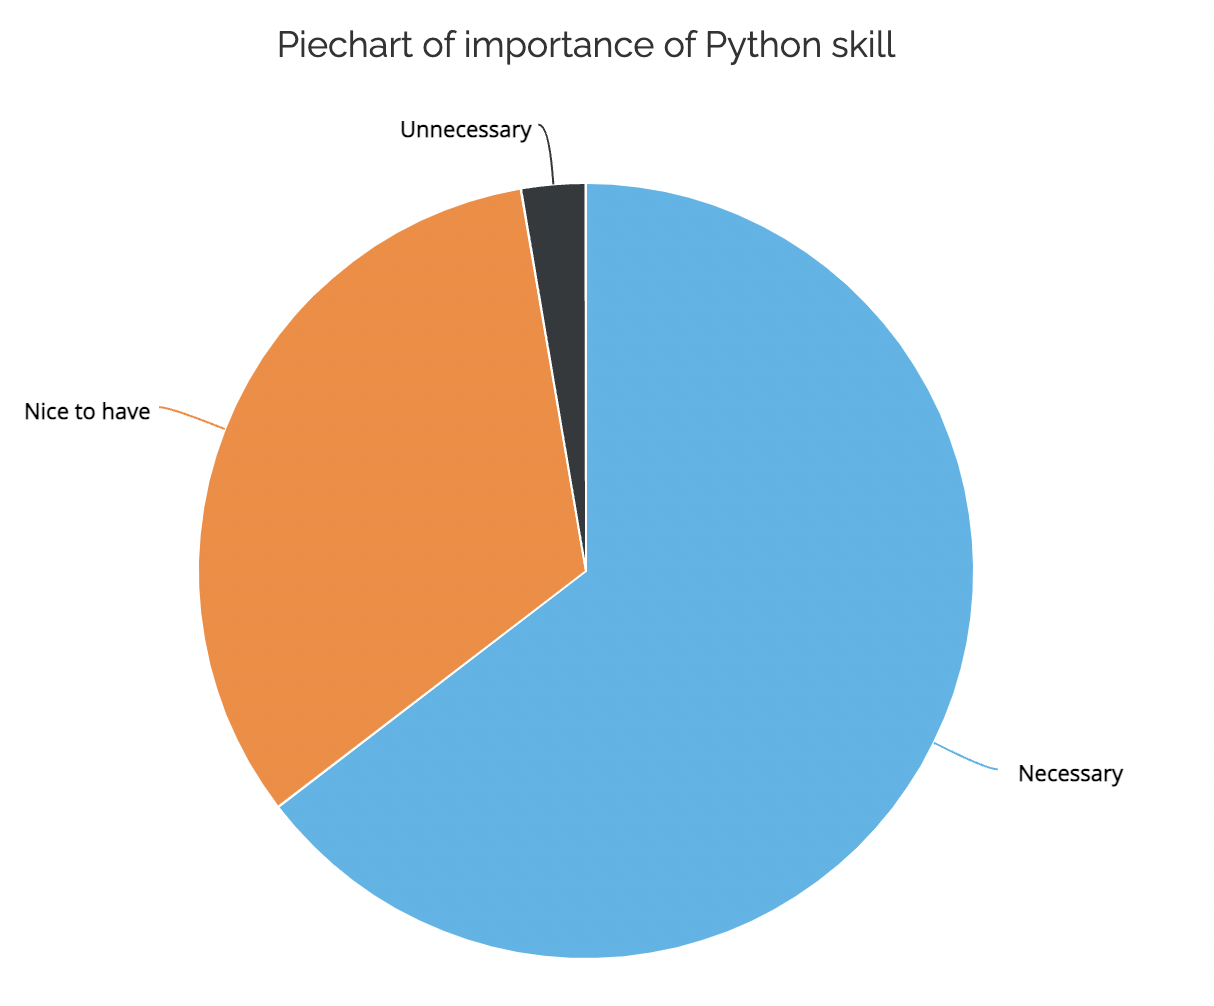 Piechart of importance of Python skill
Unnecessary
Nice to have
Necessary